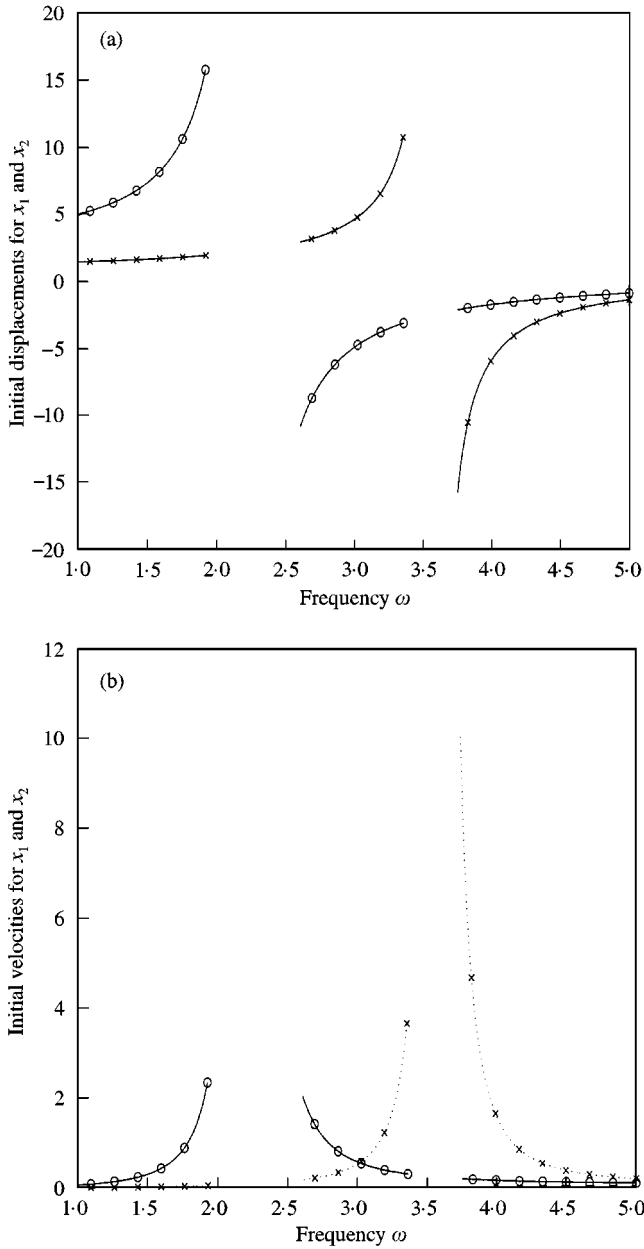 (a)
20
15
10
5
0
−5
−10
−15
−20
Initial displacements for x₁ and x₂
1·0 1·5 2·0 2·5 3·0 3·5 4·0 4·5 5·0
Frequency ω
(b)
12
10
8
6
4
2
0
Initial velocities for x₁ and x₂
1·0 1·5 2·0 2·5 3·0 3·5 4·0 4·5 5·0
Frequency ω